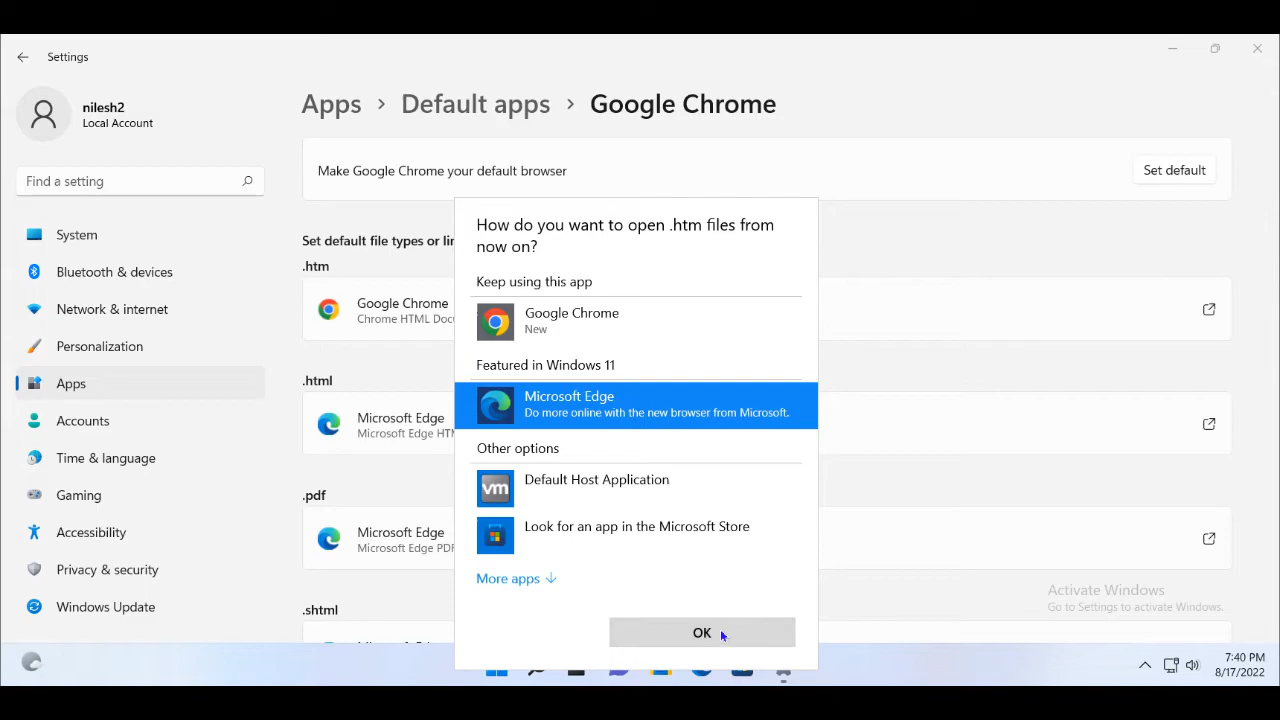 Settings
nilesh2
Local Account
Find a setting
System
Bluetooth & devices
Network & internet
Personalization
Apps
Accounts
Time & language
Gaming
Accessibility
Privacy & security
Windows Update
Apps > Default apps > Google Chrome
Make Google Chrome your default browser
Set default
Set default file types or lin
.htm
Google Chrome
Chrome HTML Docu
.html
Microsoft Edge
Microsoft Edge HTM
.pdf
Microsoft Edge
Microsoft Edge PDF
.shtml
How do you want to open .htm files from
now on?
Keep using this app
Google Chrome
New
Featured in Windows 11
Microsoft Edge
Do more online with the new browser from Microsoft.
Other options
vm
Default Host Application
Look for an app in the Microsoft Store
More apps
OK
Activate Windows
Go to Settings to activate Windows.
7:40 PM
8/17/2022